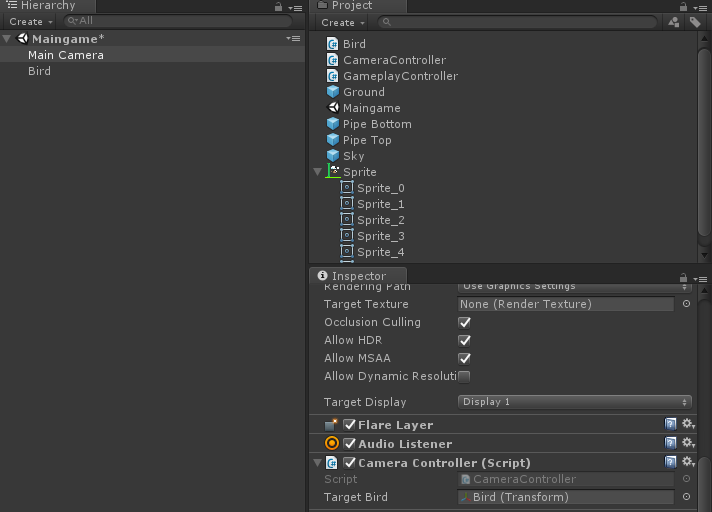 Hierarchy
Create
All
Maingame*
Main Camera
Bird
Project
Create
Bird
CameraController
GameplayController
Ground
Maingame
Pipe Bottom
Pipe Top
Sky
Sprite
Sprite_0
Sprite_1
Sprite_2
Sprite_3
Sprite_4
Inspector
Rendering Path Use Graphics Settings
Target Texture None (Render Texture)
Occlusion Culling
Allow HDR
Allow MSAA
Allow Dynamic Resoluti
Target Display Display 1
Flare Layer
Audio Listener
Camera Controller (Script)
Script CameraController
Target Bird Bird (Transform)